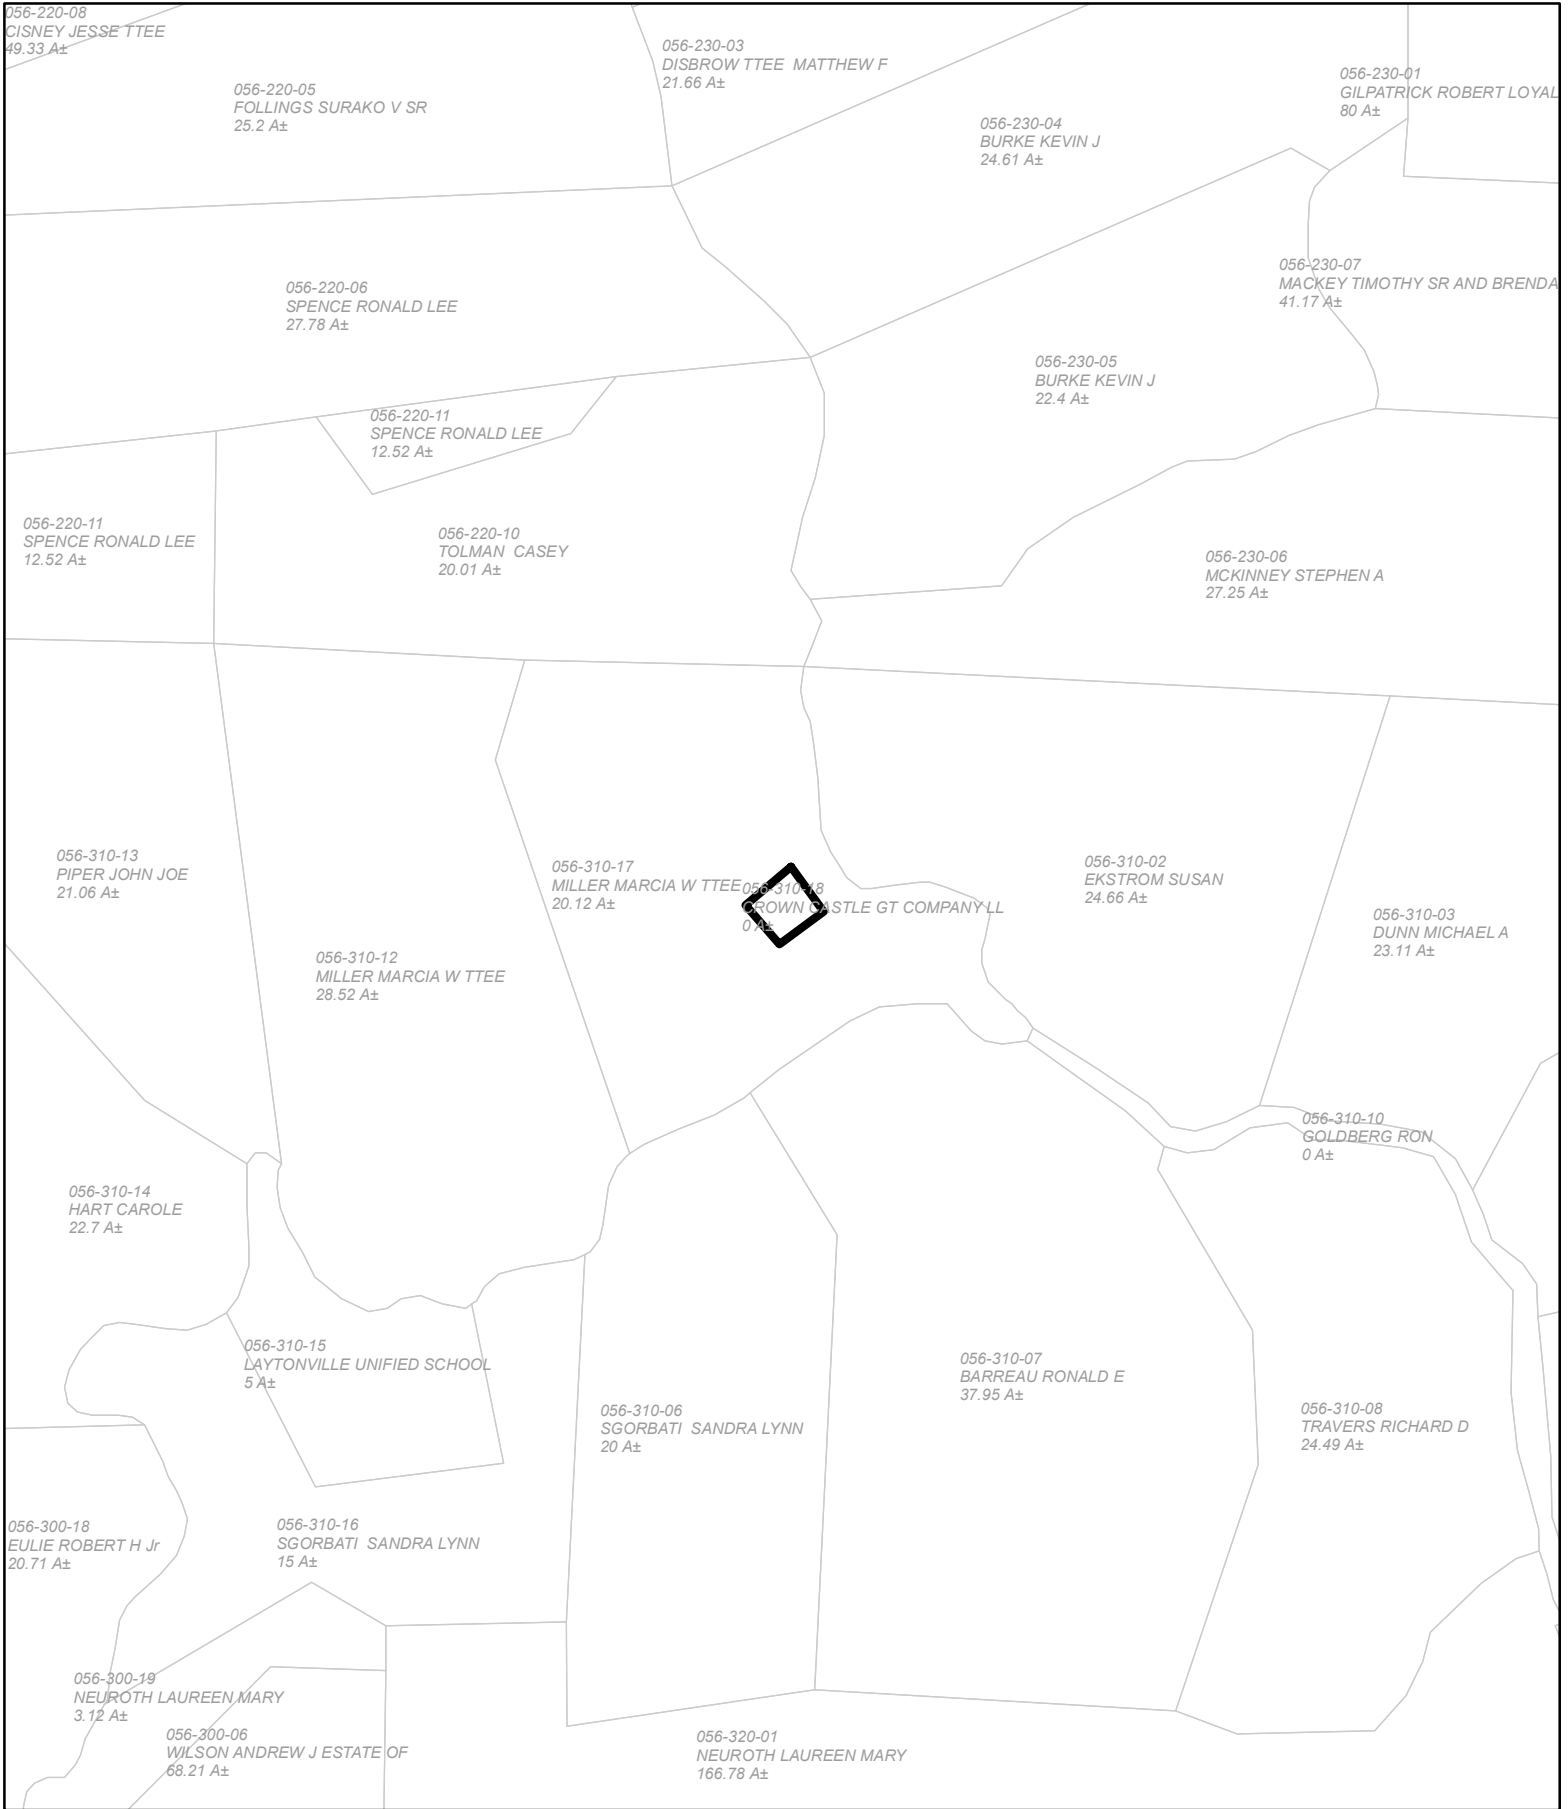 056-220-08
CISNEY JESSE TTEE
49.33 A±
056-220-05
FOLLINGS SURAKO V SR
25.2 A±
056-230-03
DISBROW TTEE  MATTHEW F
21.66 A±
056-230-04
BURKE KEVIN J
24.61 A±
056-230-01
GILPATRICK ROBERT LOYAL
80 A±
056-220-06
SPENCE RONALD LEE
27.78 A±
056-230-07
MACKEY TIMOTHY SR AND BRENDA
41.17 A±
056-230-05
BURKE KEVIN J
22.4 A±
056-220-11
SPENCE RONALD LEE
12.52 A±
056-220-11
SPENCE RONALD LEE
12.52 A±
056-220-10
TOLMAN  CASEY
20.01 A±
056-230-06
MCKINNEY STEPHEN A
27.25 A±
056-310-13
PIPER JOHN JOE
21.06 A±
056-310-17
MILLER MARCIA W TTEE
20.12 A±
056-310-18
CROWN CASTLE GT COMPANY LL
0 A±
056-310-02
EKSTROM SUSAN
24.66 A±
056-310-03
DUNN MICHAEL A
23.11 A±
056-310-12
MILLER MARCIA W TTEE
28.52 A±
056-310-10
GOLDBERG RON
0 A±
056-310-14
HART CAROLE
22.7 A±
056-310-15
LAYTONVILLE UNIFIED SCHOOL
5 A±
056-310-07
BARREAU RONALD E
37.95 A±
056-310-06
SGORBATI  SANDRA LYNN
20 A±
056-310-08
TRAVERS RICHARD D
24.49 A±
056-300-18
EULIE ROBERT H Jr
20.71 A±
056-310-16
SGORBATI  SANDRA LYNN
15 A±
056-300-19
NEUROTH LAUREEN MARY
3.12 A±
056-300-06
WILSON ANDREW J ESTATE OF
68.21 A±
056-320-01
NEUROTH LAUREEN MARY
166.78 A±